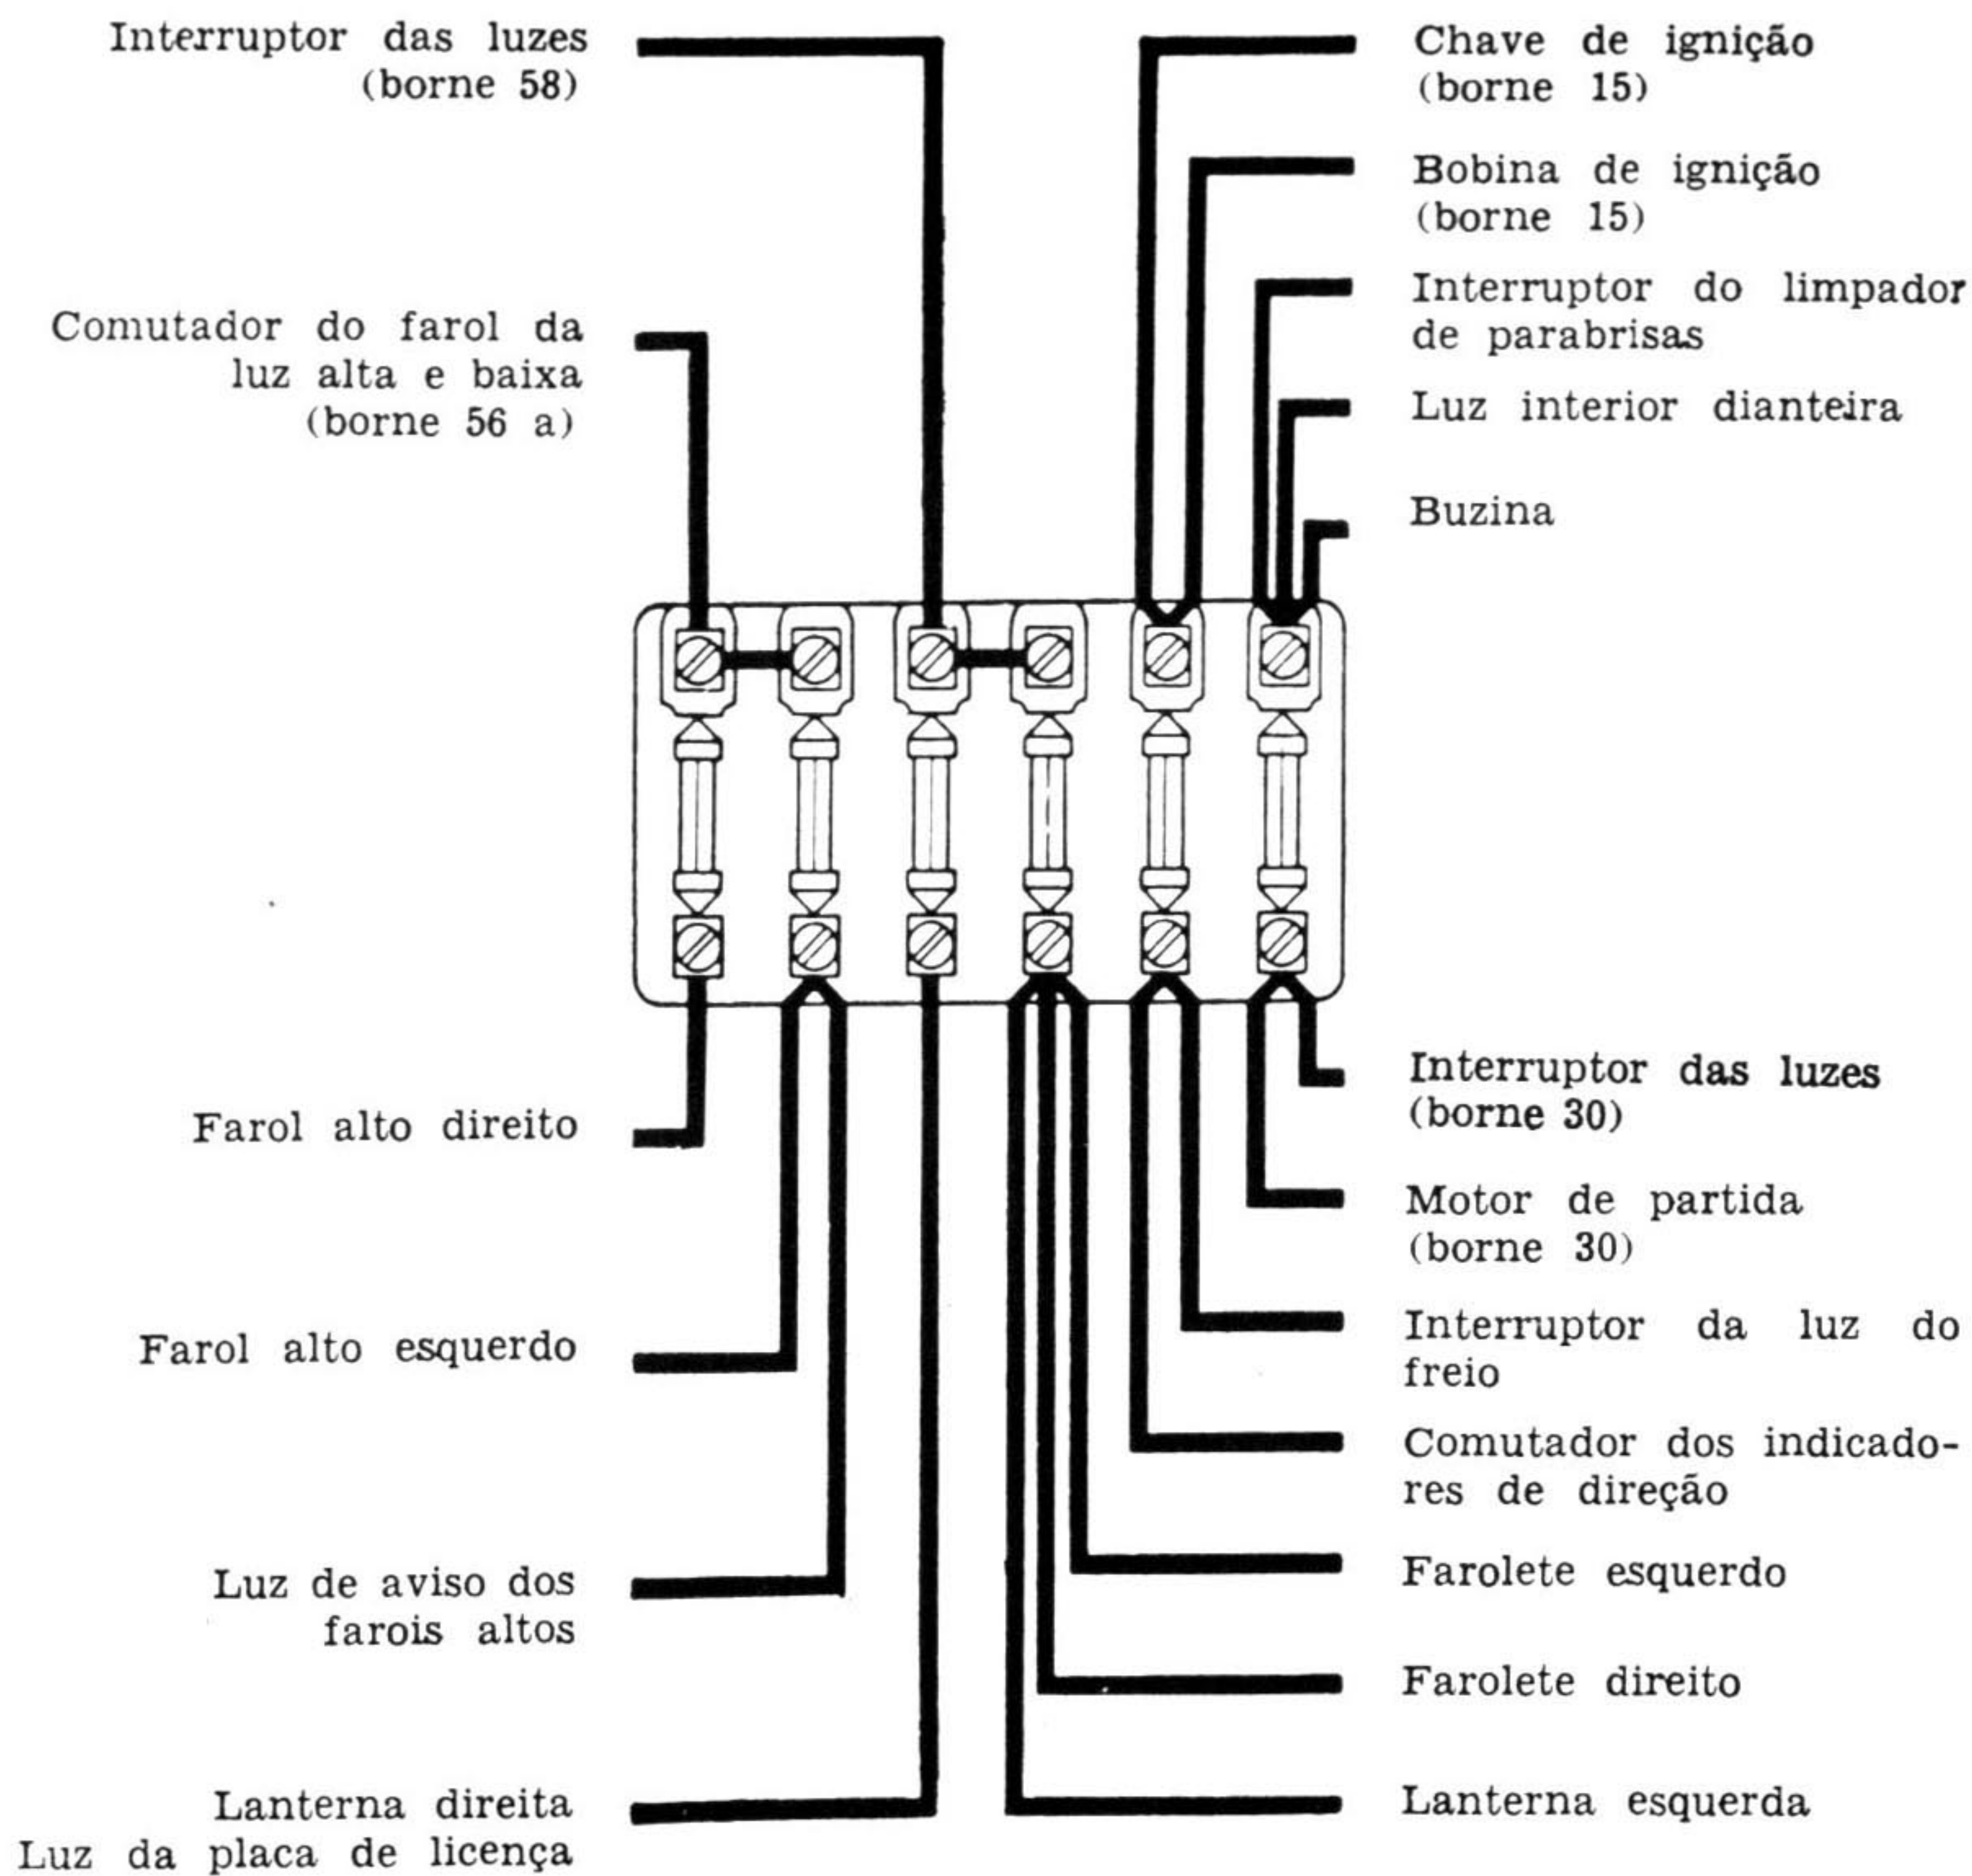 Interruptor das luzes
(borne 58)
Comutador do farol da
luz alta e baixa
(borne 56 a)
Chave de ignição
(borne 15)
Bobina de ignição
(borne 15)
Interruptor do limpador
de parabrisas
Luz interior dianteira
Buzina
Farol alto direito
Farol alto esquerdo
Luz de aviso dos
farois altos
Lanterna direita
Luz da placa de licença
Interruptor das luzes
(borne 30)
Motor de partida
(borne 30)
Interruptor da luz do
freio
Comutador dos indicado-
res de direção
Farolete esquerdo
Farolete direito
Lanterna esquerda